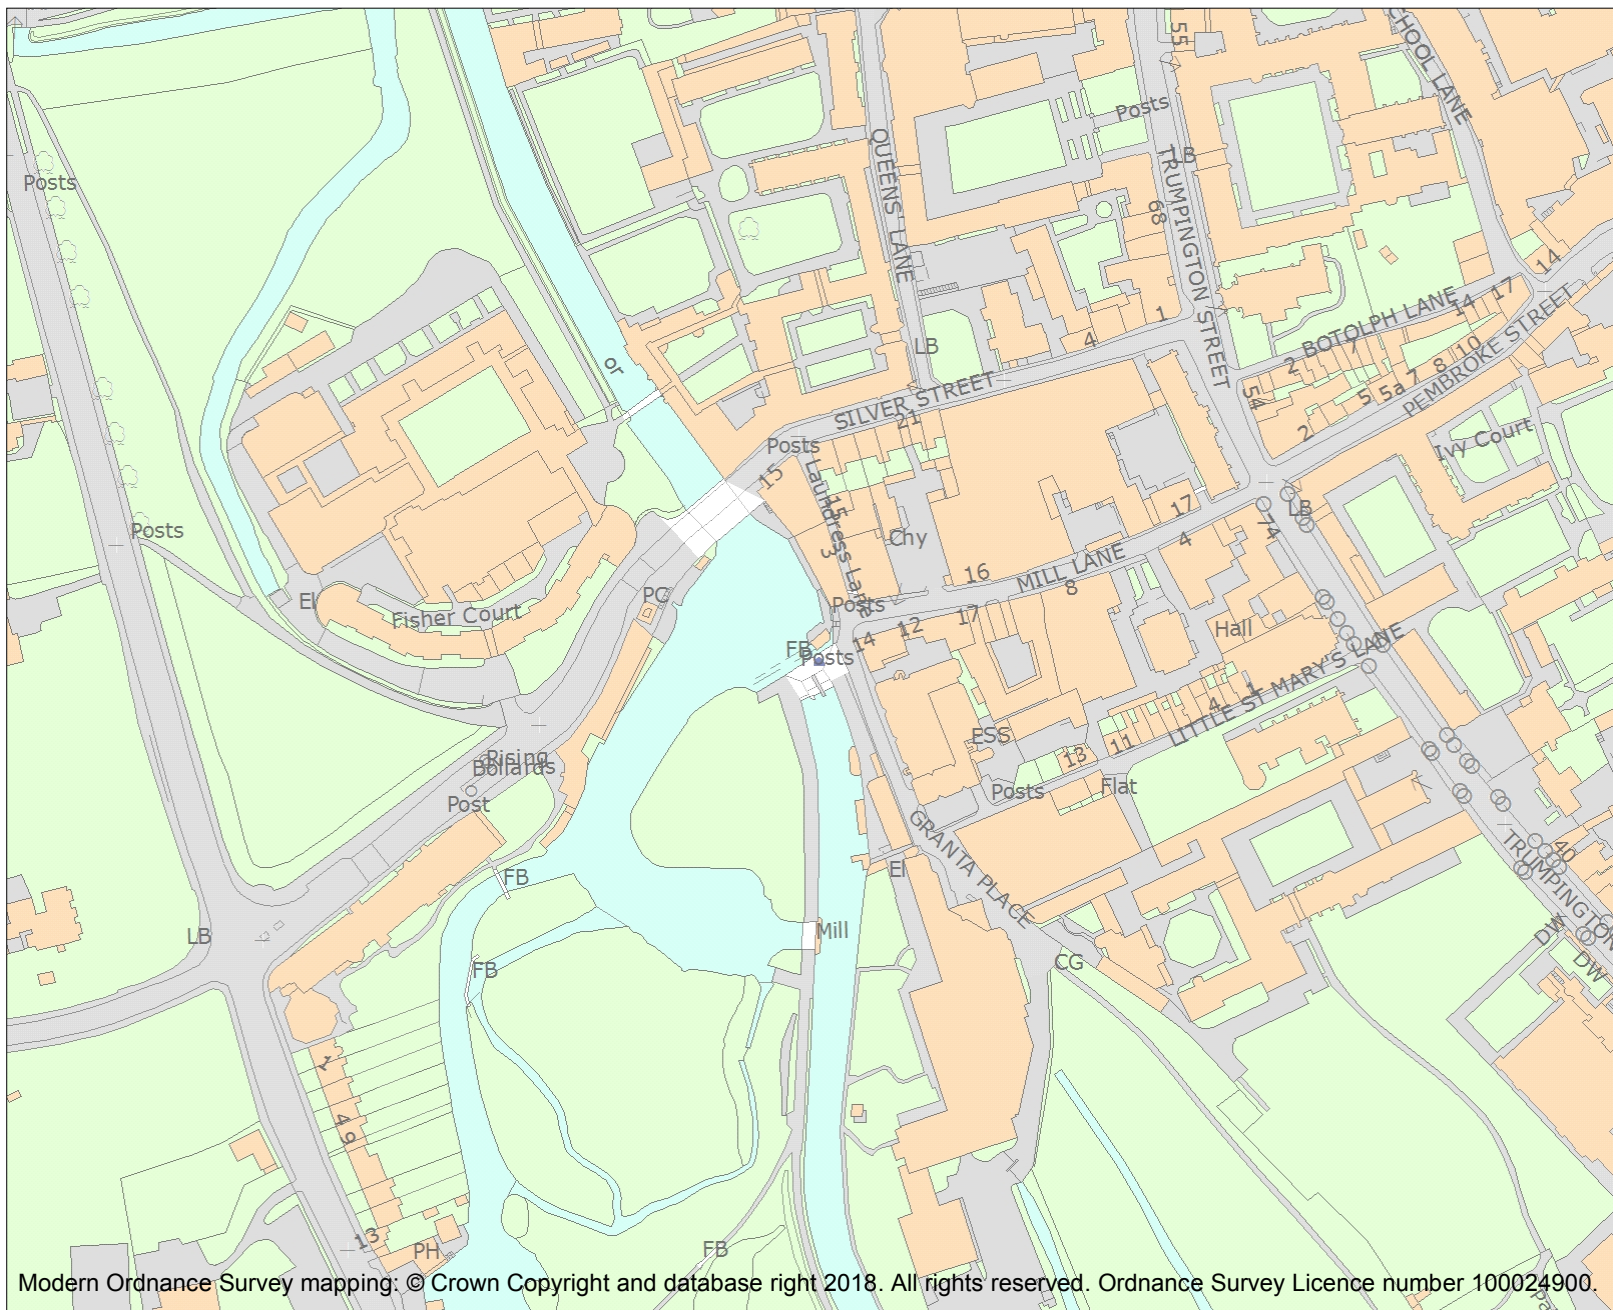 55
CHOOL LANE
Posts
LB
TRUMPINGTON STREET
QUEENS' LANE
Posts
68
14
17
14
BOTOLPH LANE
7
2
PEMBROKE STREET
10
8
7
5a
5
2
54
1
4
LB
or
SILVER STREET
21
Posts
15
Laundress Lane
15
3
Chy
Ivy Court
LB
74
17
4
MILL LANE
16
8
Posts
El
Fisher Court
PC
Posts
17
12
14
FB
Posts
Hall
LITTLE ST MARY'S LANE
1
4
11
13
ESS
Flat
Posts
Rising
Bollards
Post
GRANTA PLACE
El
FB
40
TRUMPINGTON
DW
DW
LB
Mill
CG
FB
1
4
9
13
PH
FB
Modern Ordnance Survey mapping: © Crown Copyright and database right 2018. All rights reserved. Ordnance Survey Licence number 100024900.